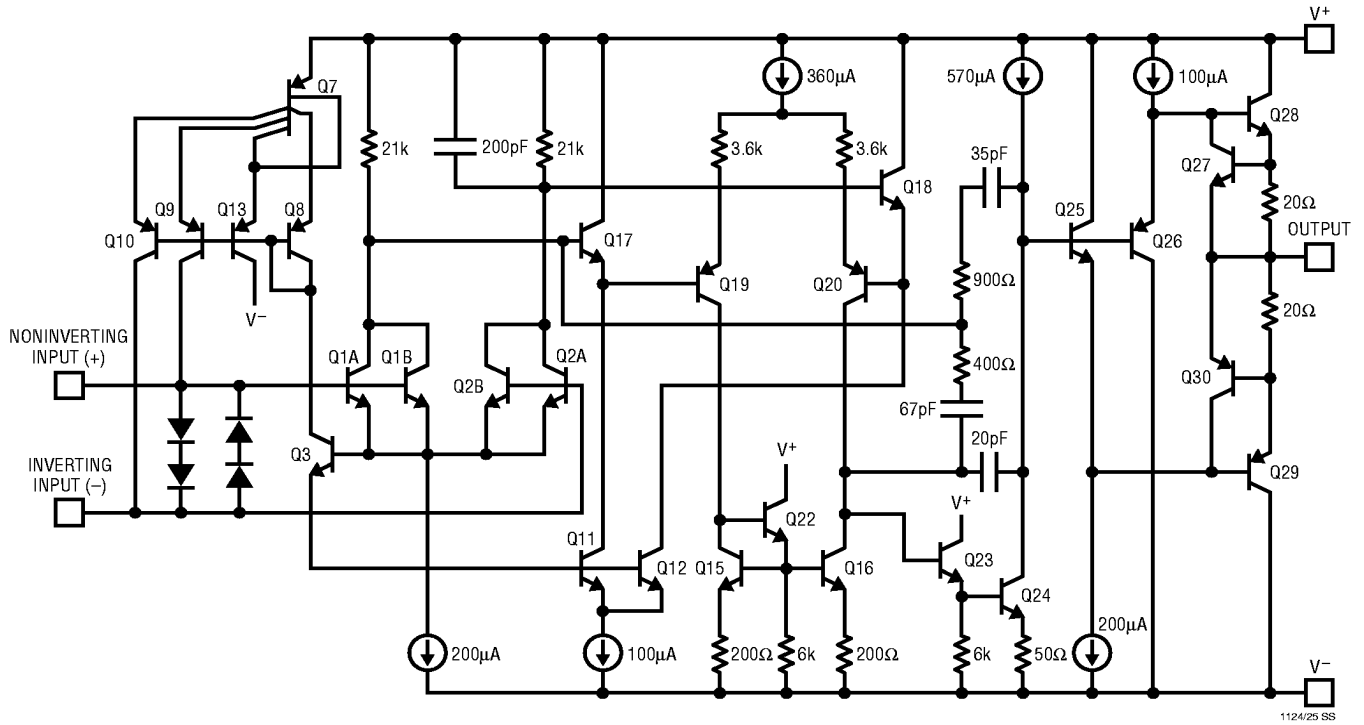 V+
360µA
570µA
100µA
Q7
Q28
21k
200pF
21k
3.6k
3.6k
35pF
Q27
Q18
20Ω
Q9
Q13
Q8
Q10
Q17
Q25
Q26
OUTPUT
Q19
Q20
900Ω
20Ω
V–
NONINVERTING
INPUT (+)
Q1A
Q1B
Q2A
Q2B
400Ω
Q30
67pF
20pF
Q3
V+
INVERTING
INPUT (–)
Q29
V+
Q22
Q11
Q12
Q15
Q16
Q23
Q24
200µA
200µA
100µA
200Ω
6k
200Ω
6k
50Ω
V–
1124/25 SS